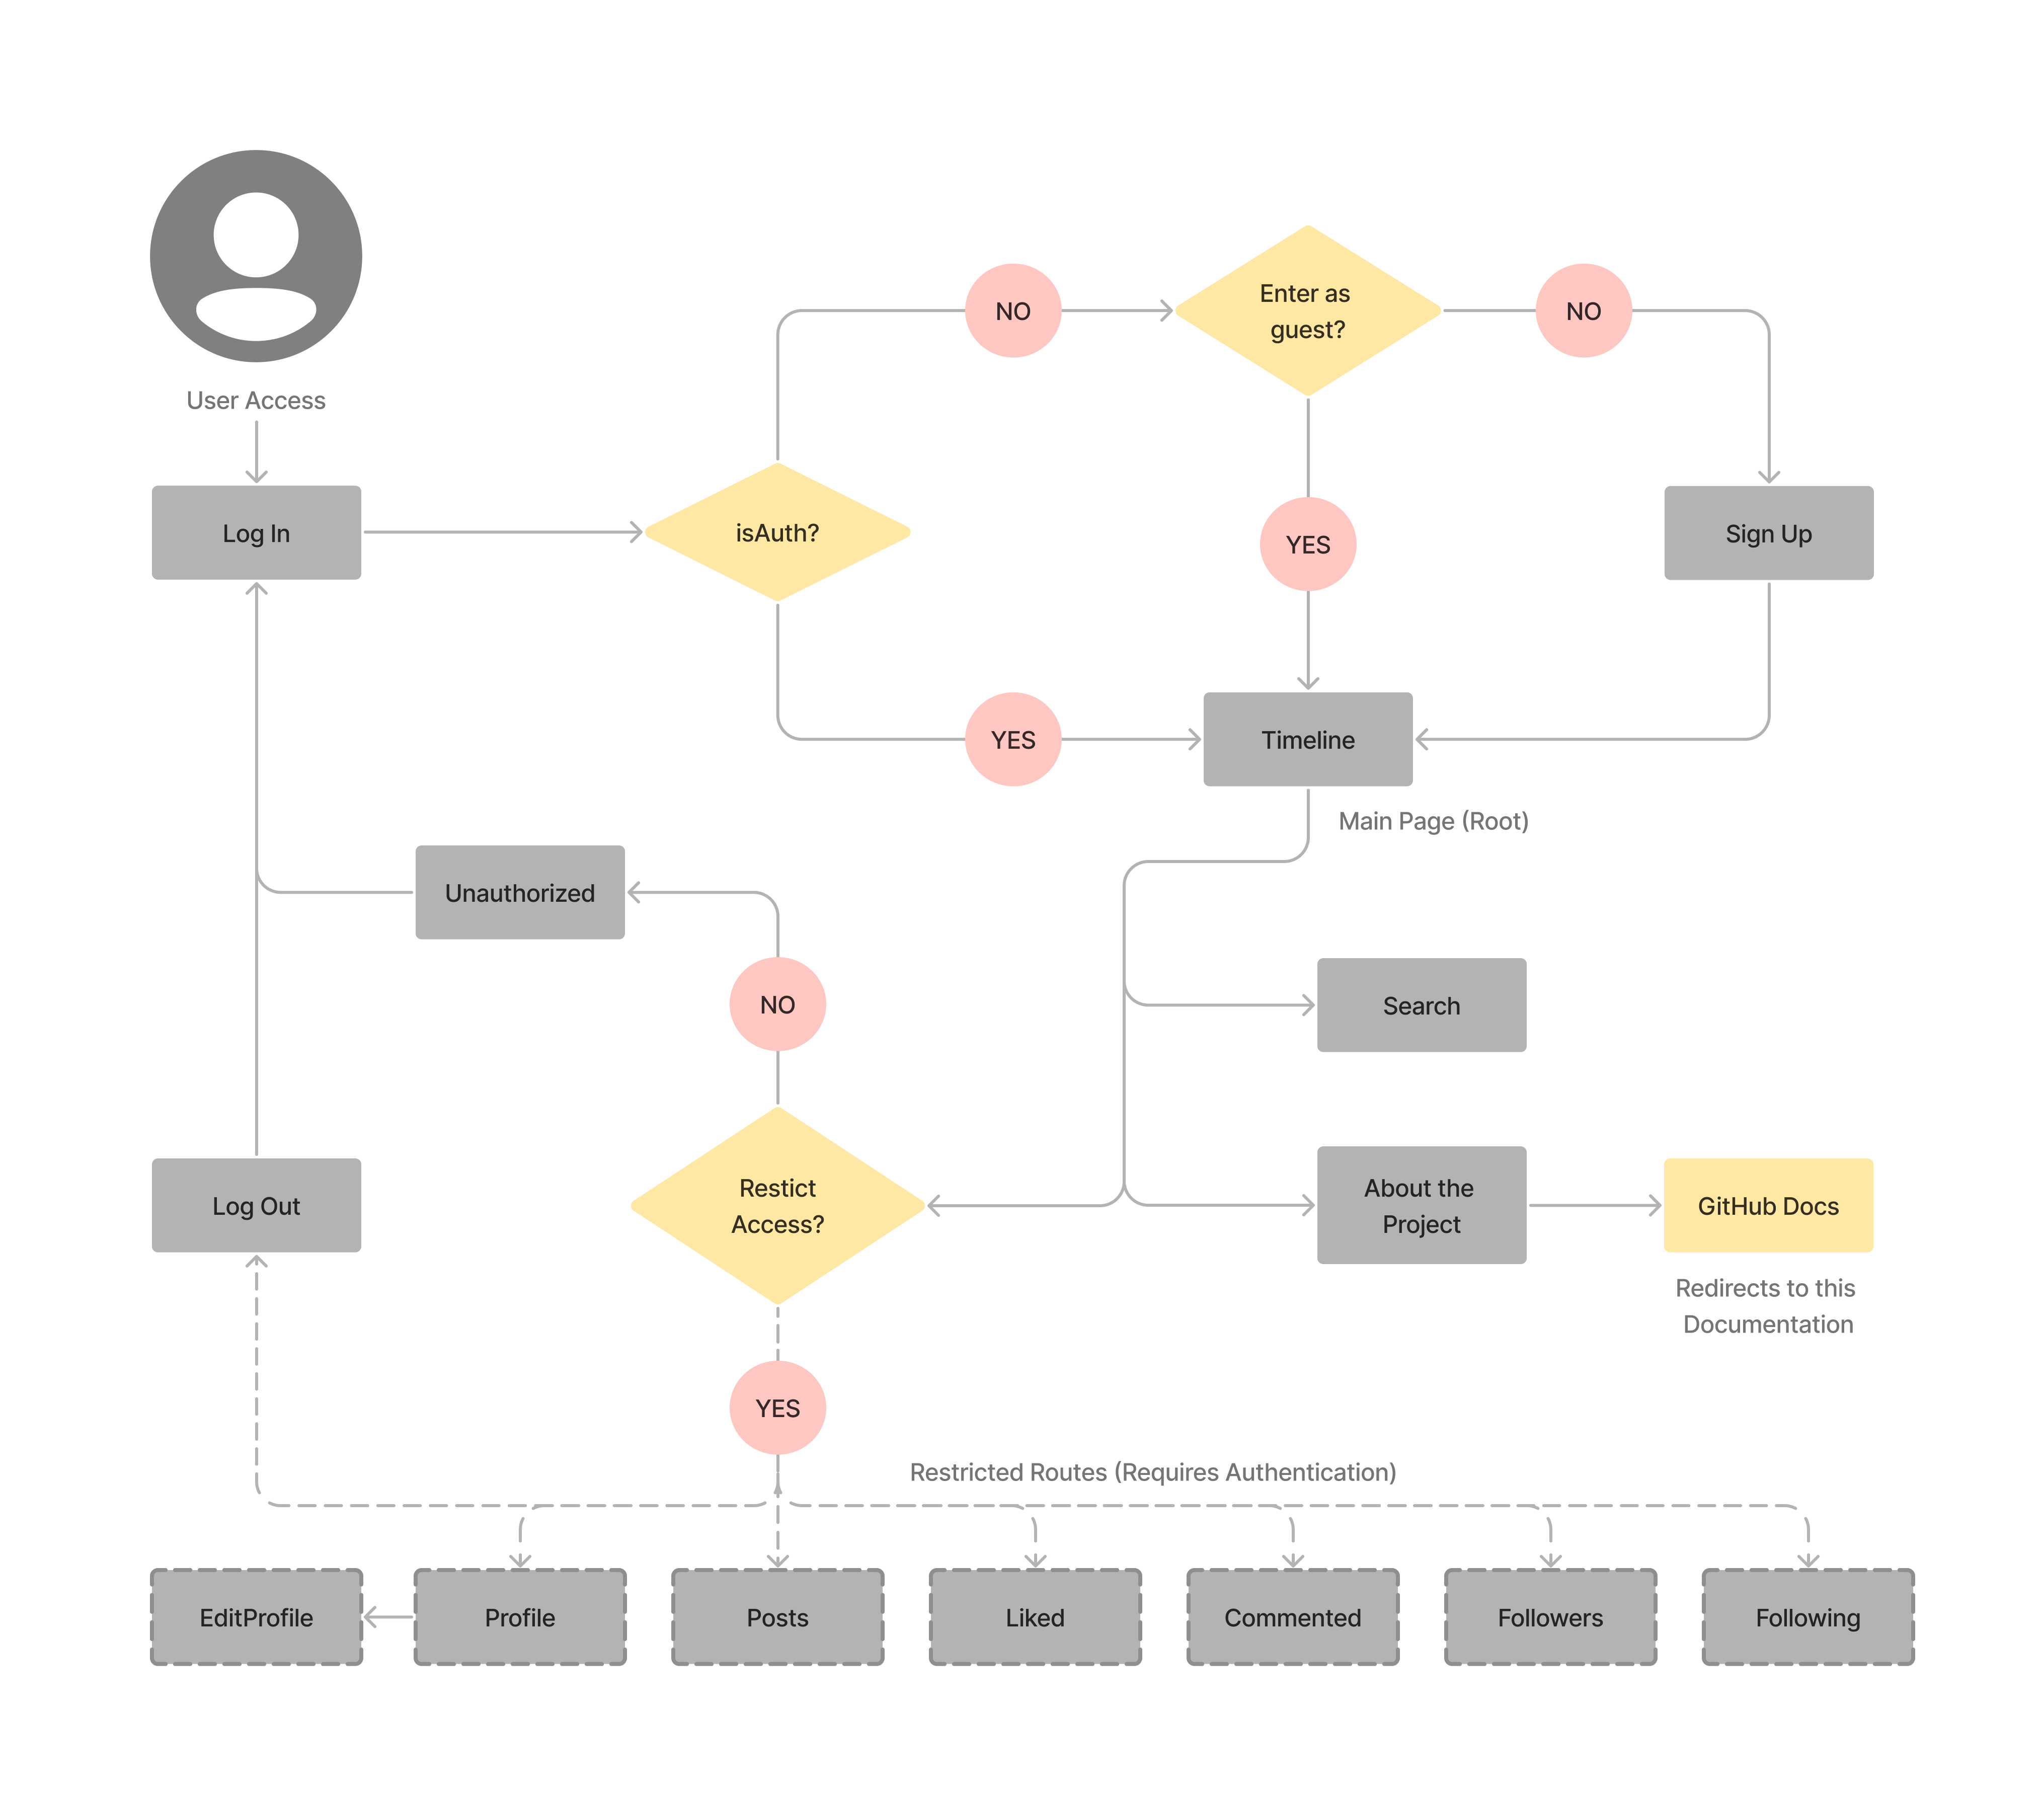 User Access
Log In
isAuth?
NO
Enter as
guest?
NO
YES
Sign Up
YES
Timeline
Main Page (Root)
Unauthorized
NO
Search
Log Out
Restict
Access?
About the
Project
GitHub Docs
Redirects to this
Documentation
YES
Restricted Routes (Requires Authentication)
EditProfile
Profile
Posts
Liked
Commented
Followers
Following